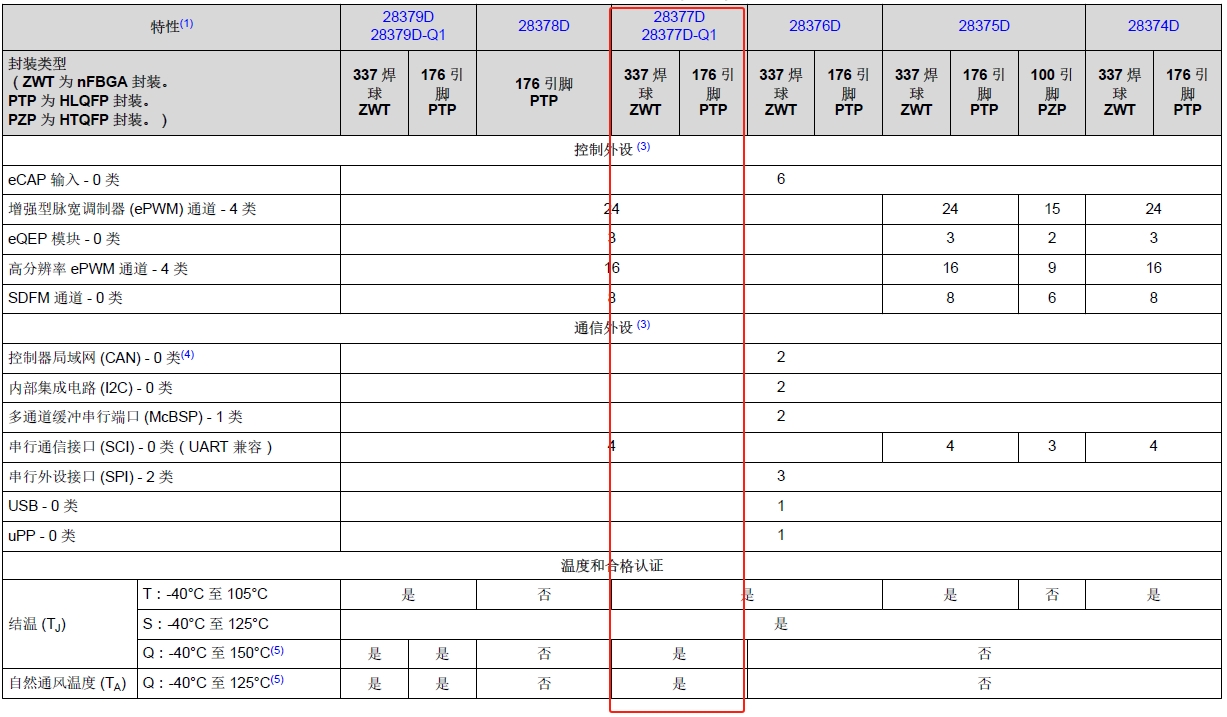 特性(1)
28379D
28379D-Q1
28378D
28377D
28377D-Q1
28376D
28375D
28374D
封装类型
（ ZWT 为 nFBGA 封装。
PTP 为 HLQFP 封装。
PZP 为 HTQFP 封装。 ）
337 焊
球
ZWT
176 引
脚
PTP
176 引脚
PTP
337 焊
球
ZWT
176 引
脚
PTP
337 焊
球
ZWT
176 引
脚
PTP
337 焊
球
ZWT
176 引
脚
PTP
100 引
脚
PZP
337 焊
球
ZWT
176 引
脚
PTP
控制外设 (3)
eCAP 输入 - 0 类 6
增强型脉宽调制器 (ePWM) 通道 - 4 类 24 24 15 24
eQEP 模块 - 0 类 3 3 2 3
高分辨率 ePWM 通道 - 4 类 16 16 9 16
SDFM 通道 - 0 类 8 8 6 8
通信外设 (3)
控制器局域网 (CAN) - 0 类(4) 2
内部集成电路 (I2C) - 0 类 2
多通道缓冲串行端口 (McBSP) - 1 类 2
串行通信接口 (SCI) - 0 类（ UART 兼容 ） 4 4 3 4
串行外设接口 (SPI) - 2 类 3
USB - 0 类 1
uPP - 0 类 1
温度和合格认证
结温 (TJ)
T：-40°C 至 105°C 是 否 是 是 否 是
S：-40°C 至 125°C 是
Q：-40°C 至 150°C(5) 是 是 否 是 否
自然通风温度 (TA) Q：-40°C 至 125°C(5) 是 是 否 是 否